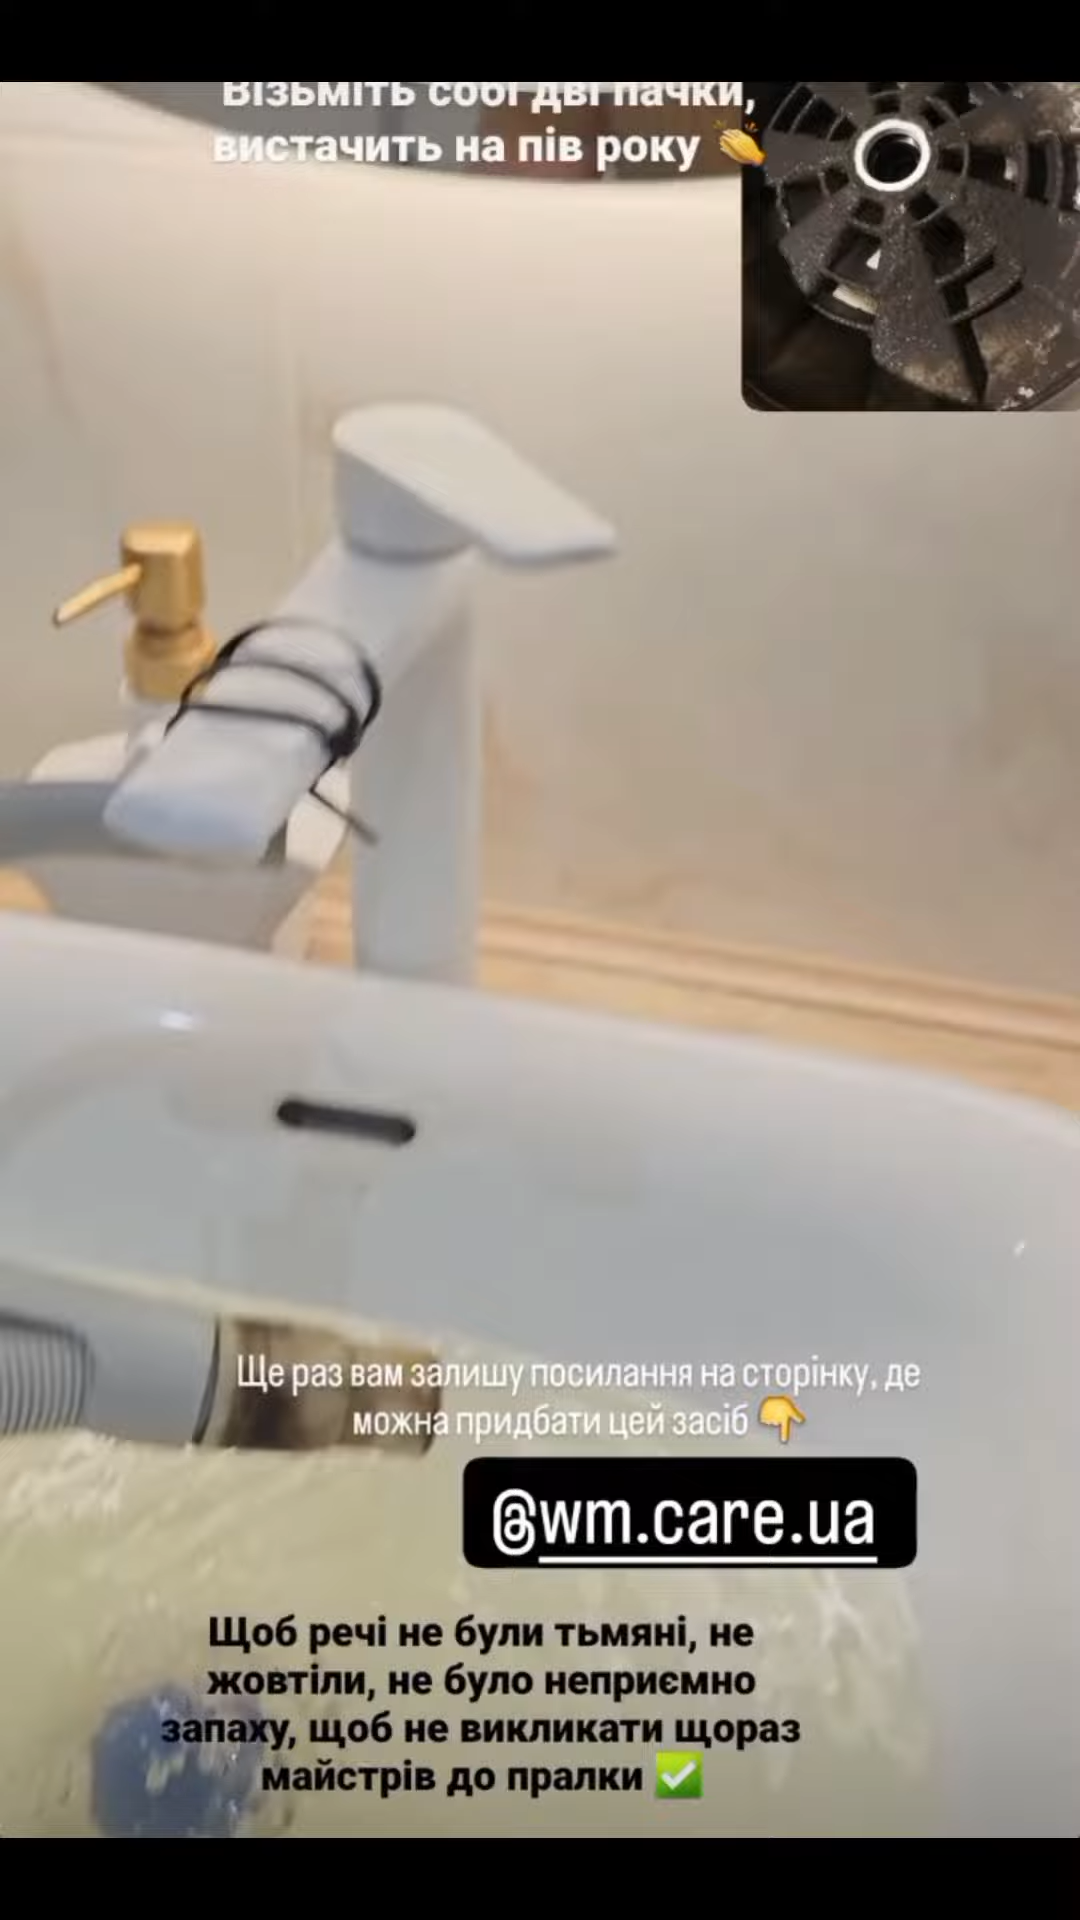 Візьміть собі дві пачки,
вистачить на пів року 👏
Ще раз вам залишу посилання на сторінку, де
можна придбати цей засіб 👇
@wm.care.ua
Щоб речі не були тьмяні, не
жовтіли, не було неприємно
запаху, щоб не викликати щораз
майстрів до пралки ✅